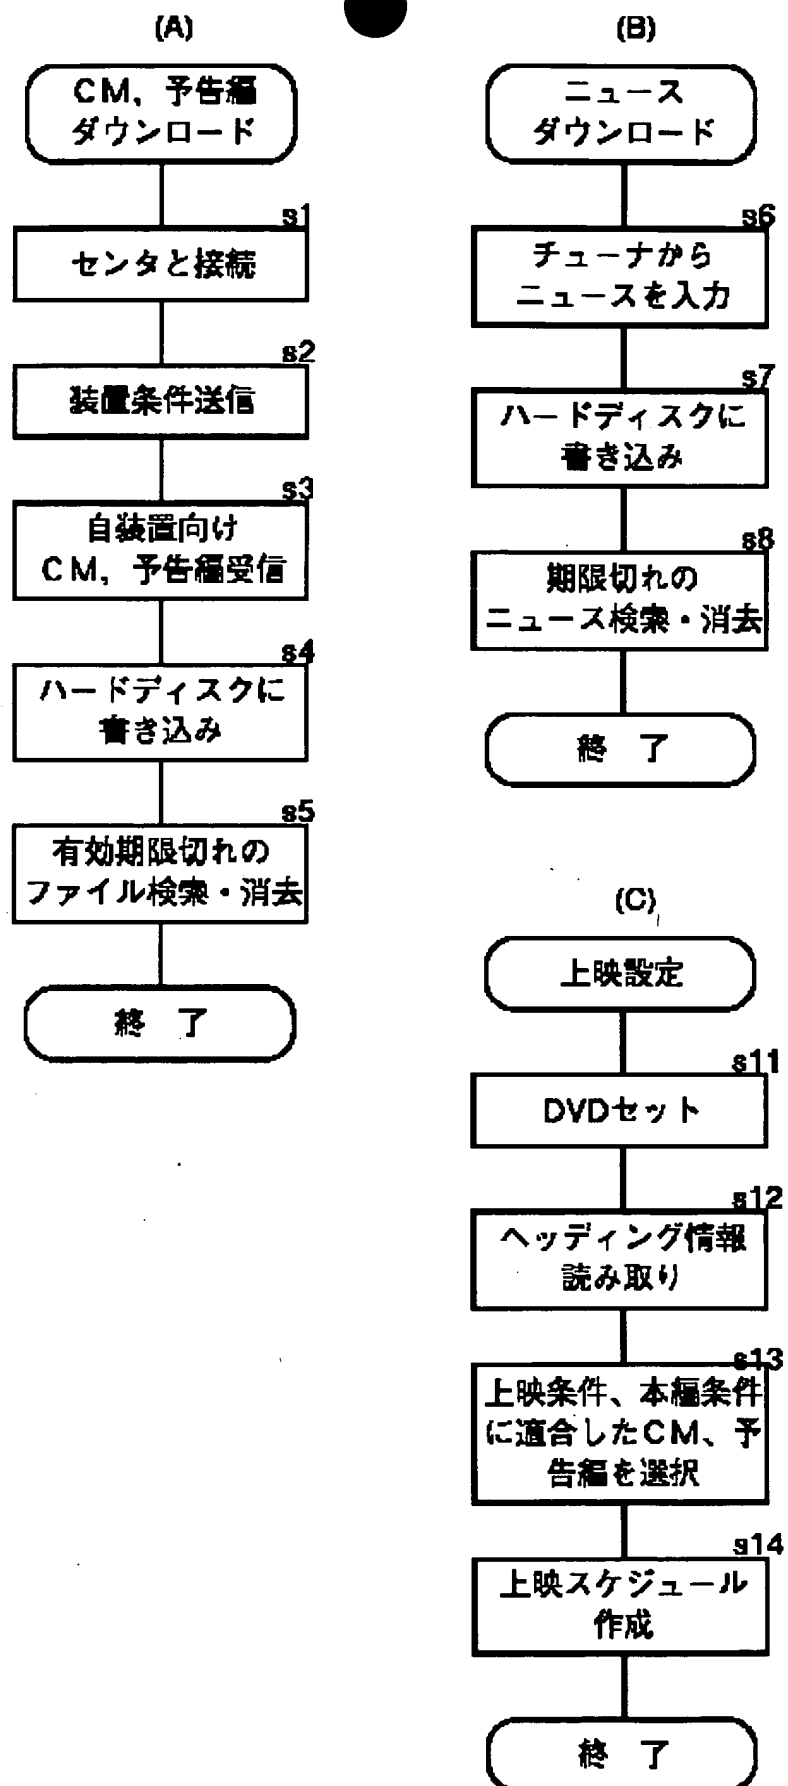 (A)
CM、予告編
ダウンロード
s1
センタと接続
s2
装置条件送信
s3
自装置向け
CM、予告編受信
s4
ハードディスクに
書き込み
s5
有効期限切れの
ファイル検索・消去
終 了
(B)
ニュース
ダウンロード
s6
チューナから
ニュースを入力
s7
ハードディスクに
書き込み
s8
期限切れの
ニュース検索・消去
終 了
(C)
上映設定
s11
DVDセット
s12
ヘッディング情報
読み取り
s13
上映条件、本編条件
に適合したCM、予
告編を選択
s14
上映スケジュール
作成
終 了